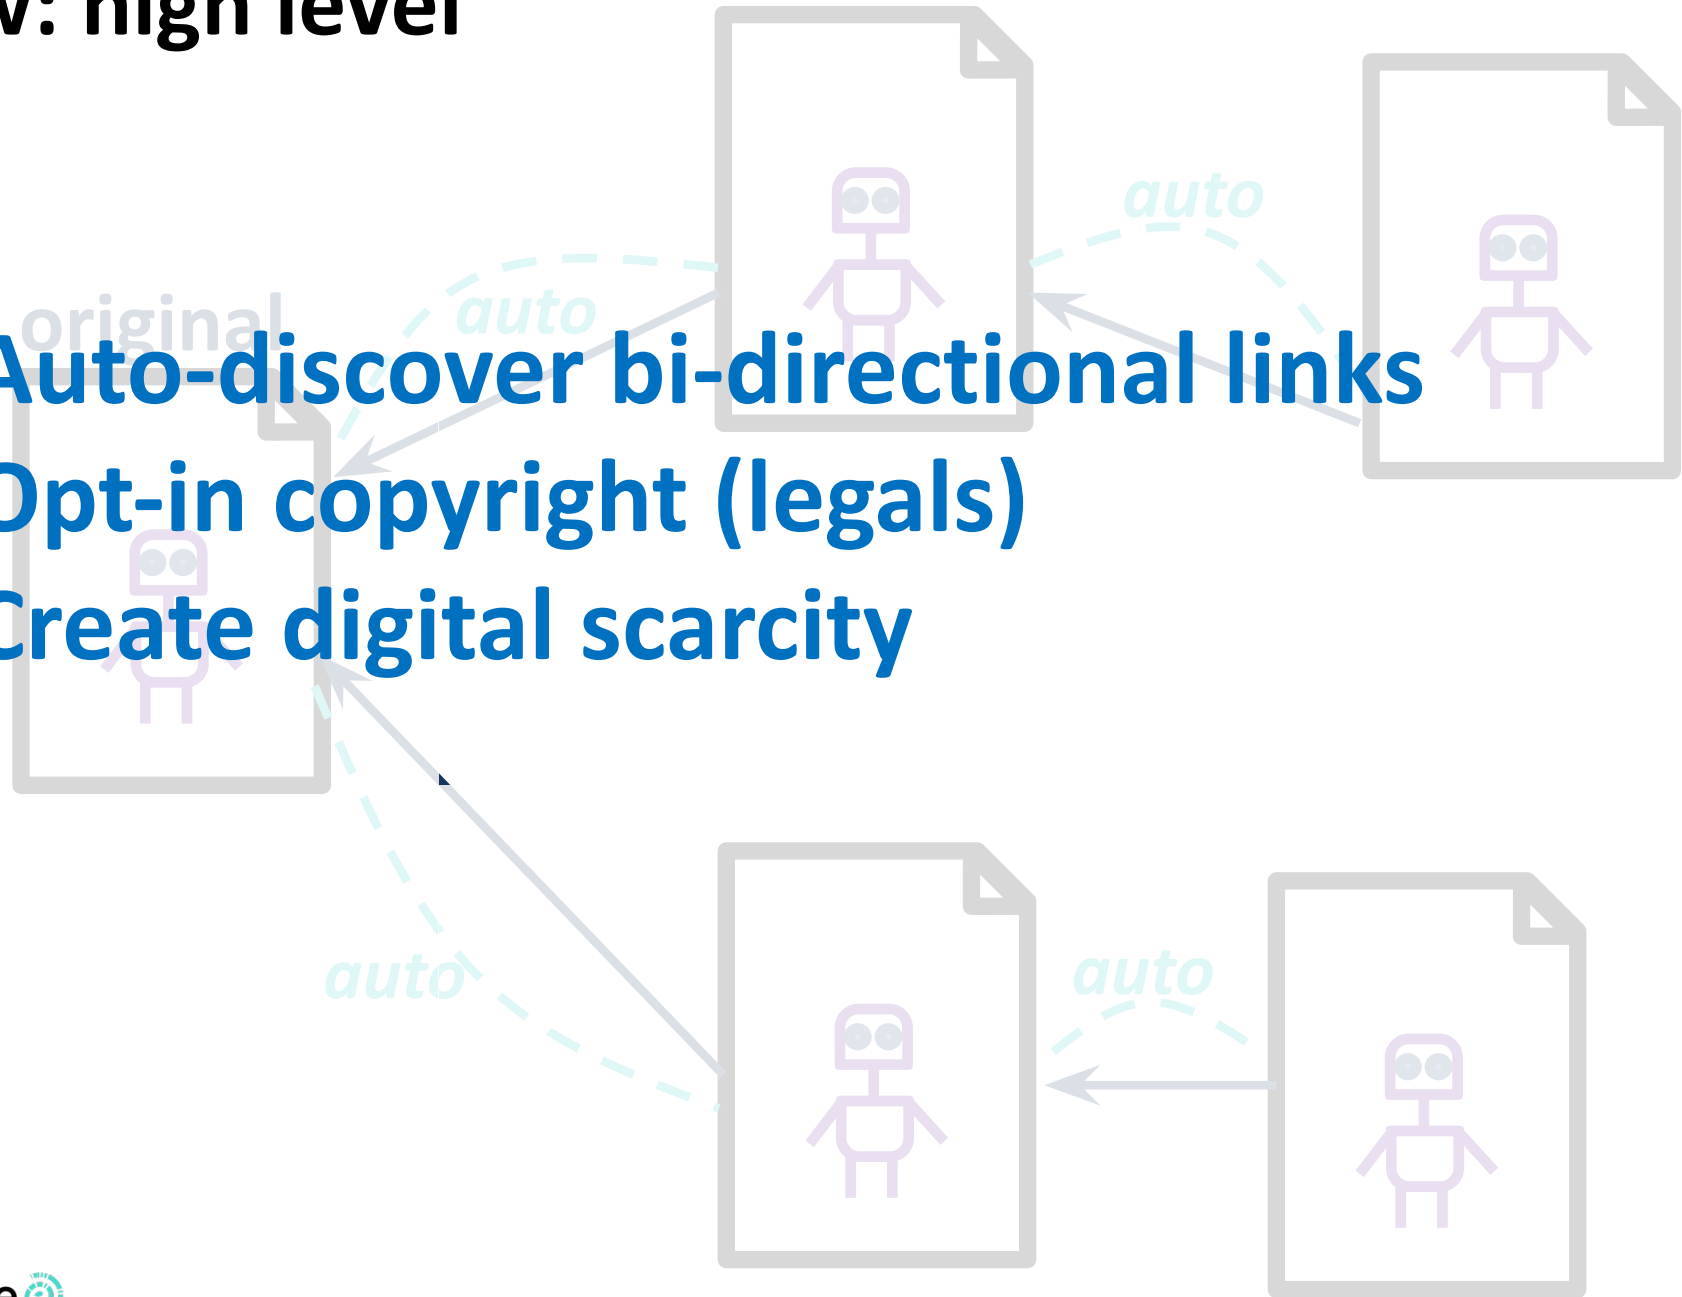 : high level
auto
auto
original
Auto-discover bi-directional links
Opt-in copyright (legals)
Create digital scarcity
auto
auto